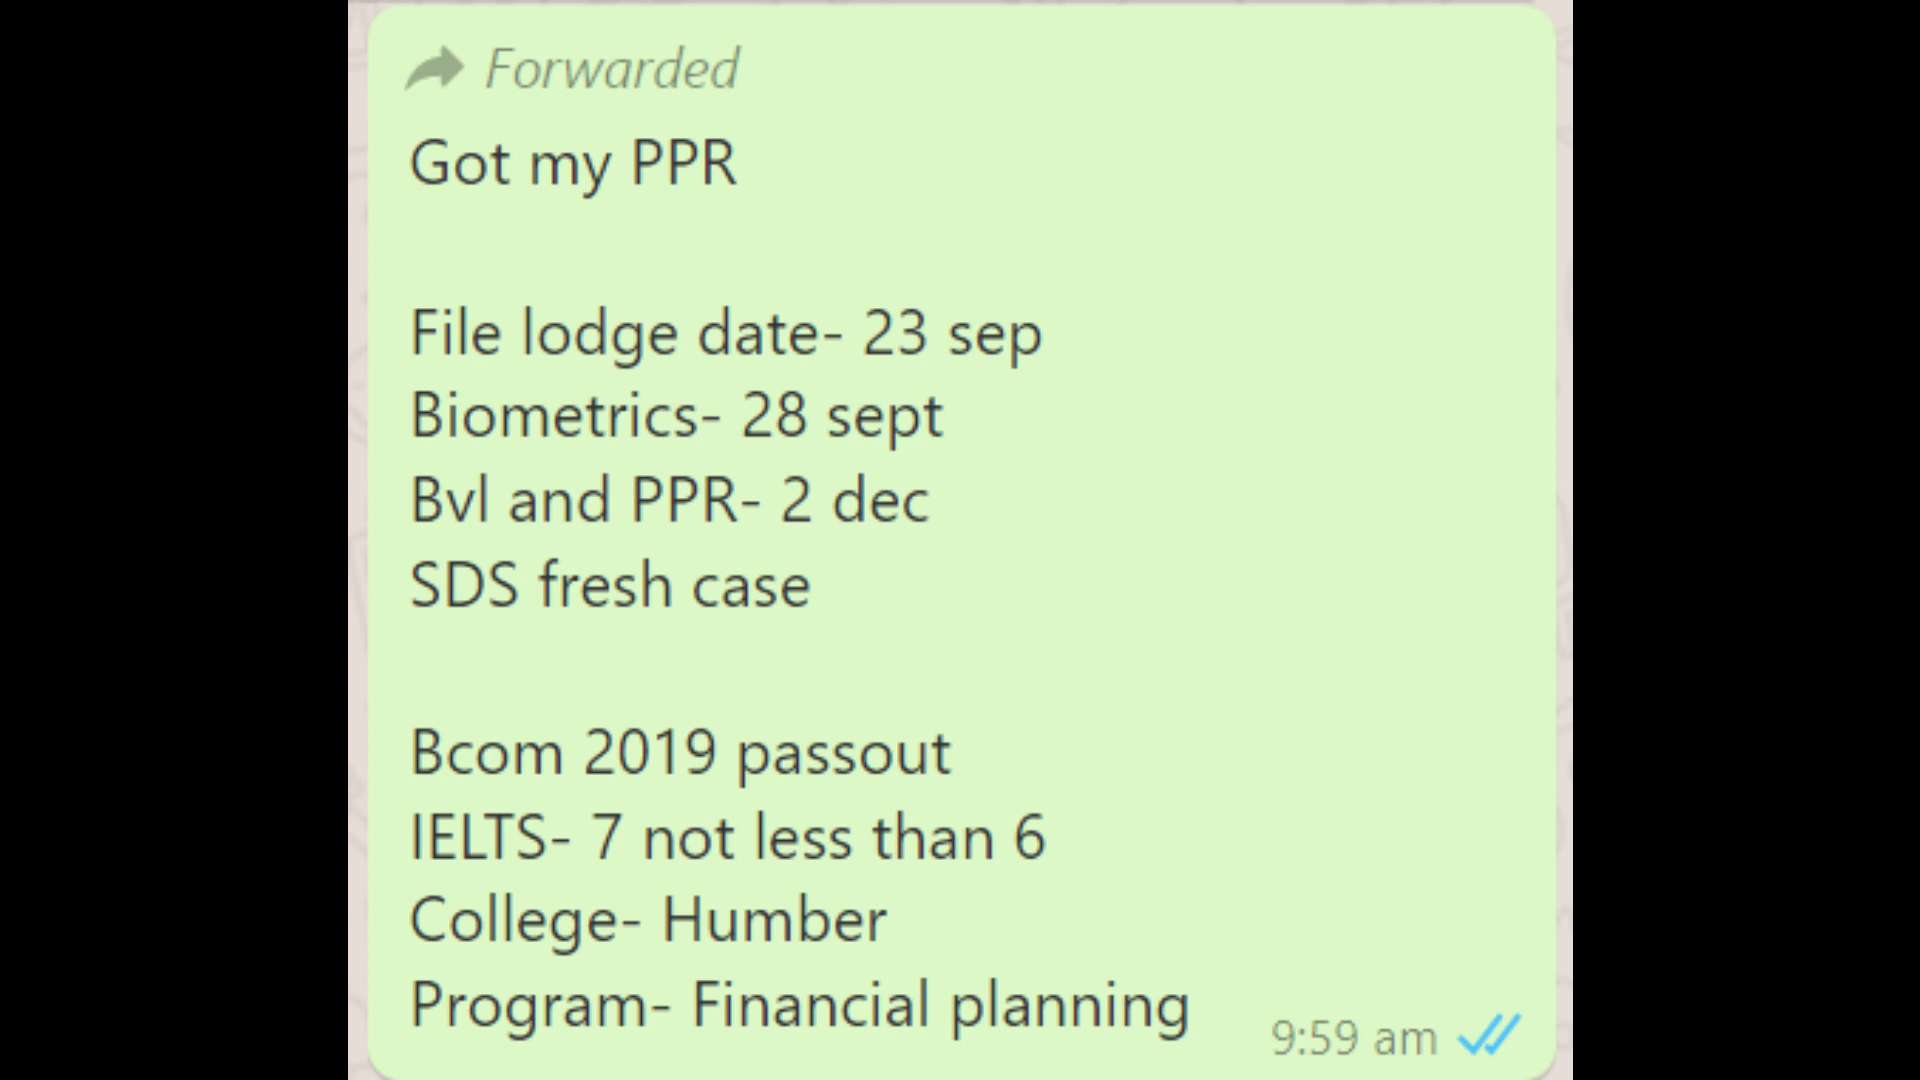 Forwarded
Got my PPR
File lodge date- 23 sep
Biometrics- 28 sept
Bvl and PPR- 2 dec
SDS fresh case
Bcom 2019 passout
IELTS- 7 not less than 6
College- Humber
Program- Financial planning
9:59 am